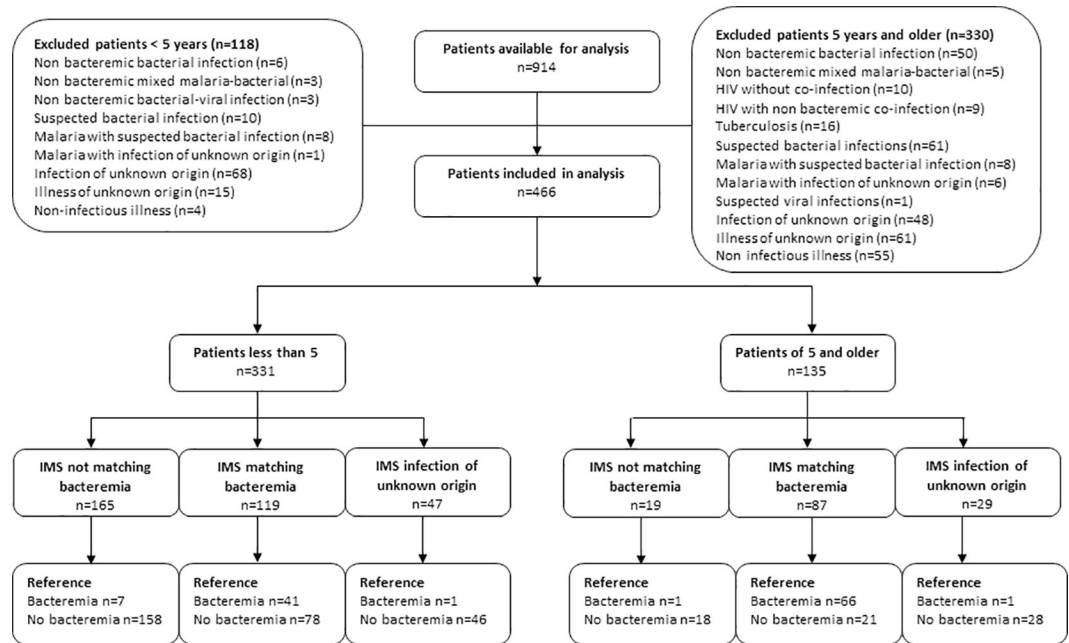 Excluded patients < 5 years (n=118)
Non bacteremic bacterial infection (n=6)
Non bacteremic mixed malaria-bacterial (n=3)
Non bacteremic bacterial-viral infection (n=3)
Suspected bacterial infection (n=10)
Malaria with suspected bacterial infection (n=8)
Malaria with infection of unknown origin (n=1)
Infection of unknown origin (n=68)
Illness of unknown origin (n=15)
Non-infectious illness (n=4)
Patients available for analysis
n=914
Excluded patients 5 years and older (n=330)
Non bacteremic bacterial infection (n=50)
Non bacteremic mixed malaria-bacterial (n=5)
HIV without co-infection (n=10)
HIV with non bacteremic co-infection (n=9)
Tuberculosis (n=16)
Suspected bacterial infections (n=61)
Malaria with suspected bacterial infection (n=8)
Malaria with infection of unknown origin (n=6)
Suspected viral infections (n=1)
Infection of unknown origin (n=48)
Illness of unknown origin (n=61)
Non infectious illness (n=55)
Patients included in analysis
n=466
Patients less than 5
n=331
Patients of 5 and older
n=135
IMS not matching
bacteremia
n=165
IMS matching
bacteremia
n=119
IMS infection of
unknown origin
n=47
IMS not matching
bacteremia
n=19
IMS matching
bacteremia
n=87
IMS infection of
unknown origin
n=29
Reference
Bacteremia n=7
No bacteremia n=158
Reference
Bacteremia n=41
No bacteremia n=78
Reference
Bacteremia n=1
No bacteremia n=46
Reference
Bacteremia n=1
No bacteremia n=18
Reference
Bacteremia n=66
No bacteremia n=21
Reference
Bacteremia n=1
No bacteremia n=28